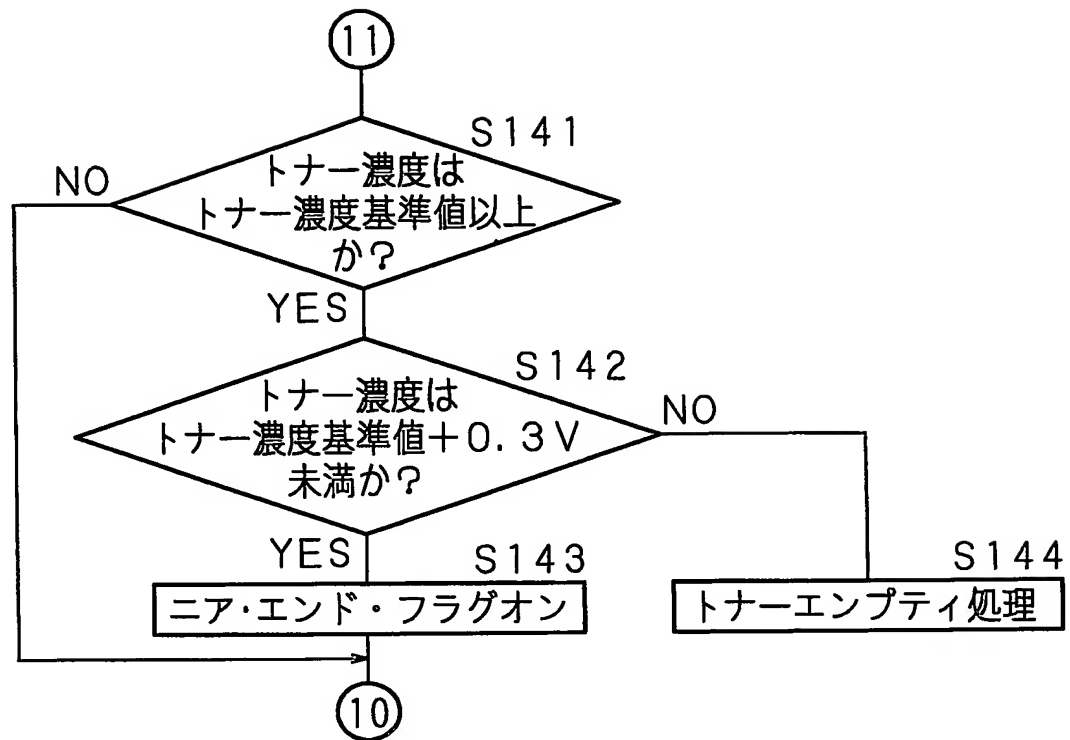 11
S141
NO
トナー濃度は
トナー濃度基準値以上
か?
YES
S142
トナー濃度は
トナー濃度基準値+0.3V
未満か?
NO
YES
S143
ニア・エンド・フラグオン
S144
トナーエンプティ処理
10